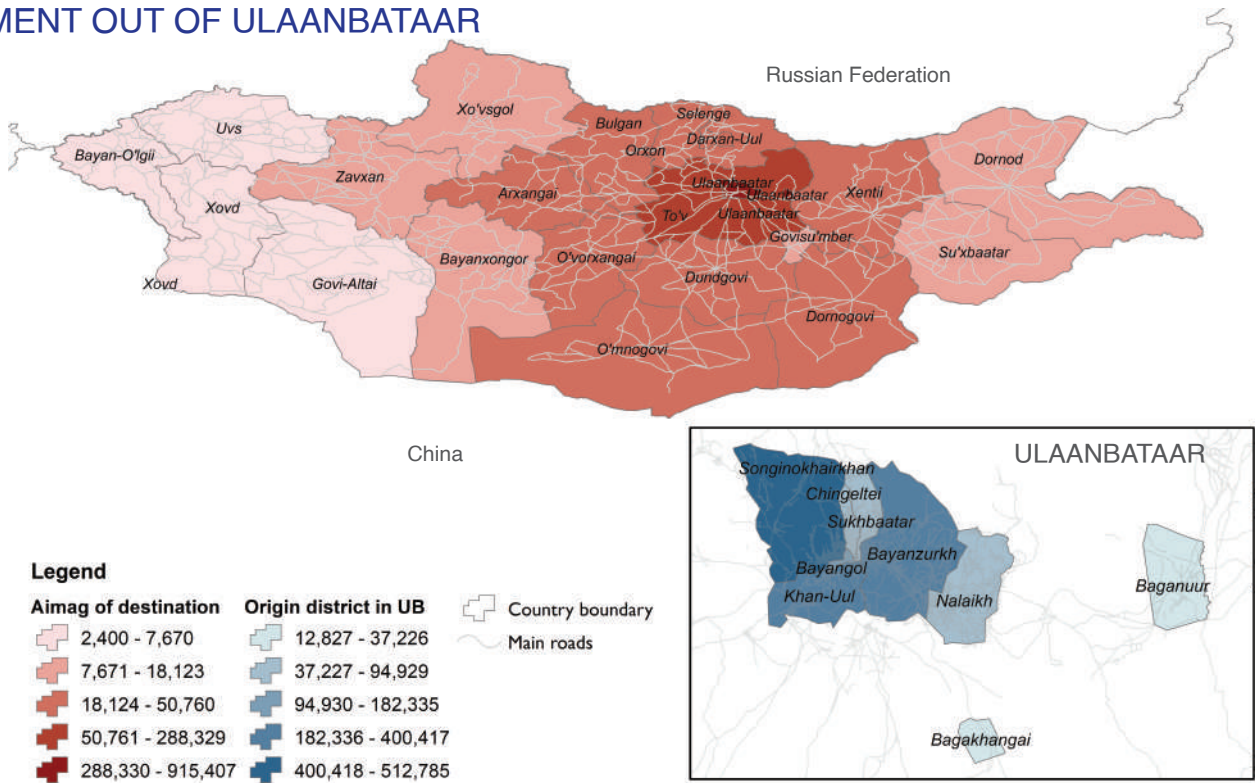 MENT OUT OF ULAANBATAAR
Russian Federation
Xo'vsgol
Bulgan
Selenge
Uvs
Darxan-Uul
Orxon
Bayan-O'lgii
Dornod
Zavxan
Ulaanbaatar
Arxangai
Ulaanbaatar
Xentii
Xovd
To'v
Ulaanbaatar
Govisu'mber
Bayanxongor
O'vorxangai
Su'xbaatar
Xovd
Govi-Altai
Dundgovi
Dornogovi
O'mnogovi
China
ULAANBATAAR
Songinokhairkhan
Chingeltei
Sukhbaatar
Bayanzurkh
Bayangol
Khan-Uul
Nalaikh
Baganuur
Bagakhangai
Legend
Aimag of destination
2,400 - 7,670
7,671 - 18,123
18,124 - 50,760
50,761 - 288,329
288,330 - 915,407
Origin district in UB
12,827 - 37,226
37,227 - 94,929
94,930 - 182,335
182,336 - 400,417
400,418 - 512,785
Country boundary
Main roads